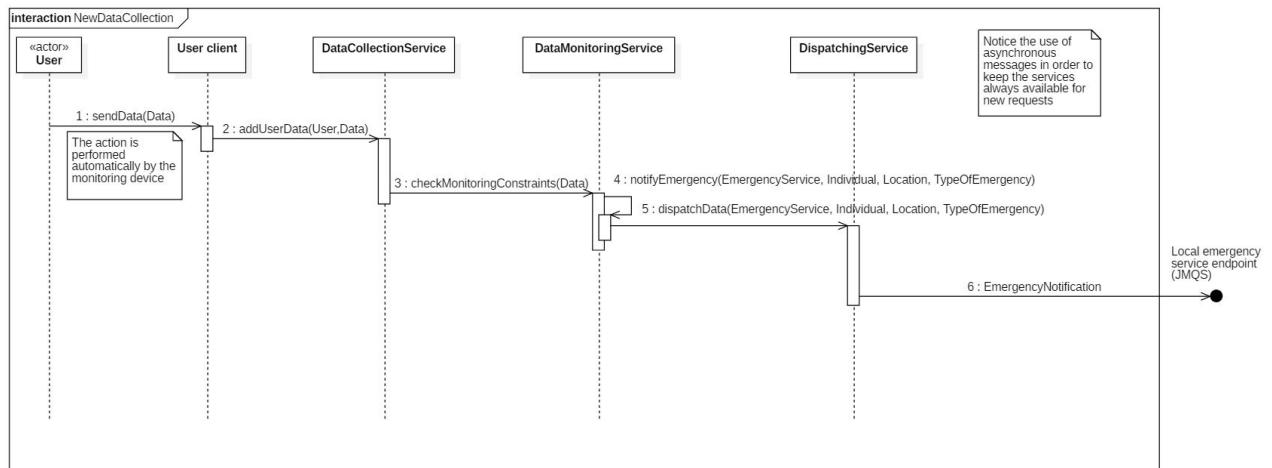 interaction NewDataCollection
«actor»
User
User client
DataCollectionService
DataMonitoringService
DispatchingService
Notice the use of
asynchronous
messages in order to
keep the services
always available for
new requests
1 : sendData(Data)
The action is
performed
automatically by the
monitoring device
2 : addUserData(User,Data)
3 : checkMonitoringConstraints(Data)
4 : notifyEmergency(EmergencyService, Individual, Location, TypeOfEmergency)
5 : dispatchData(EmergencyService, Individual, Location, TypeOfEmergency)
Local emergency
service endpoint
(JMQS)
6 : EmergencyNotification